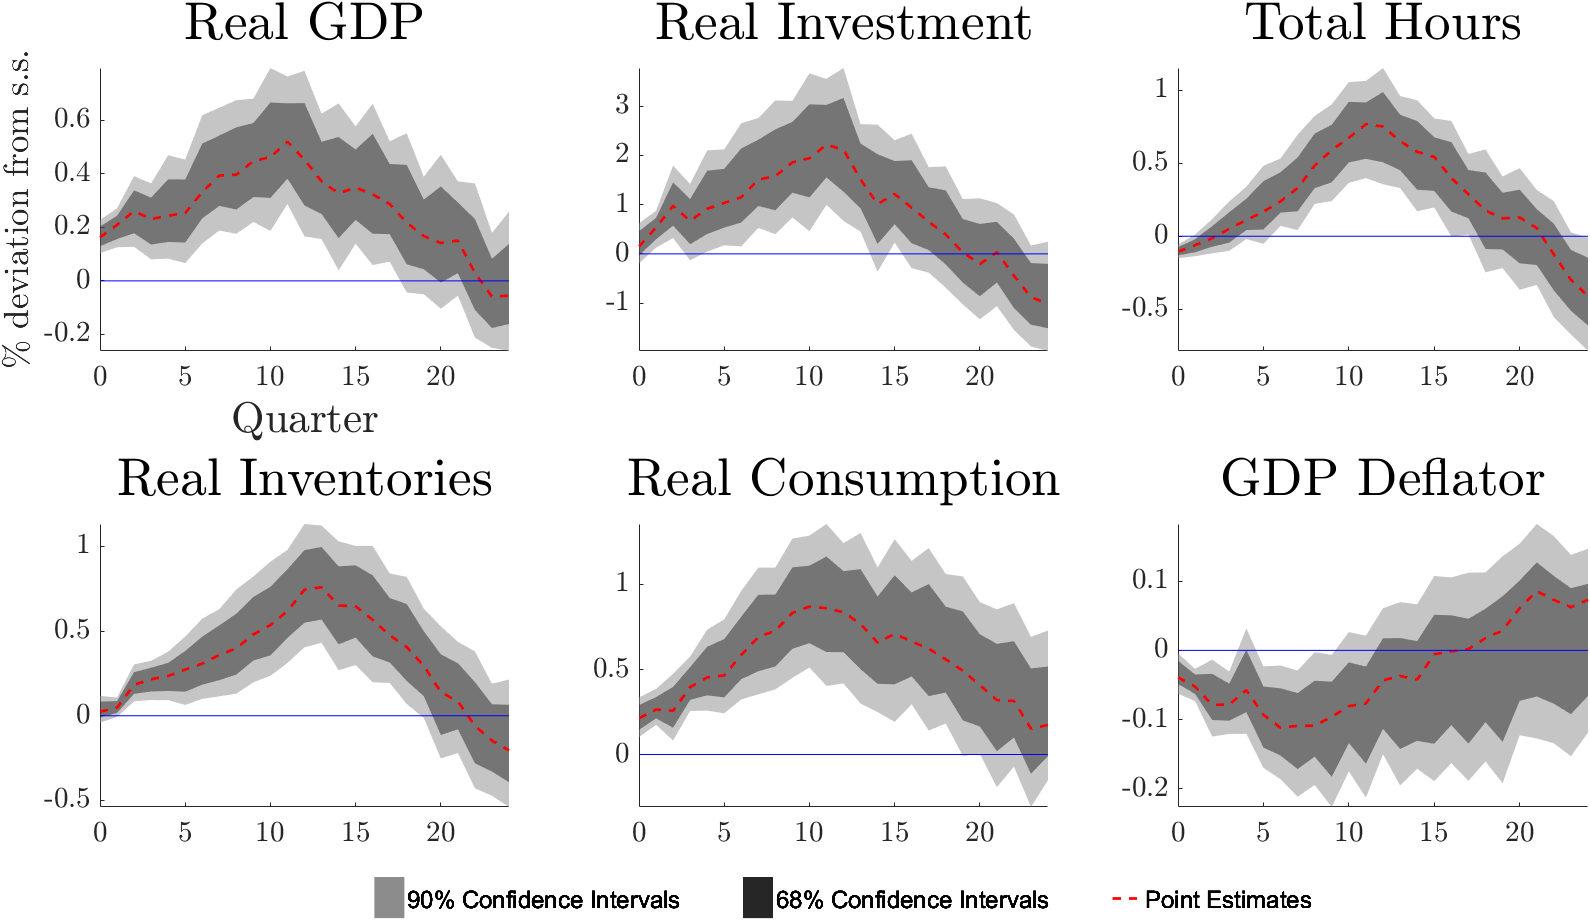 Real GDP
Real Investment
Total Hours
% deviation from s.s.
0.6
0.4
0.2
0
-0.2
0 5 10 15 20
Quarter
3
2
1
0
-1
0 5 10 15 20
1
0.5
0
-0.5
0 5 10 15 20
Real Inventories
Real Consumption
GDP Deflator
1
0.5
0
-0.5
0 5 10 15 20
1
0.5
0
0 5 10 15 20
0.1
0
-0.1
-0.2
0 5 10 15 20
90% Confidence Intervals
68% Confidence Intervals
Point Estimates